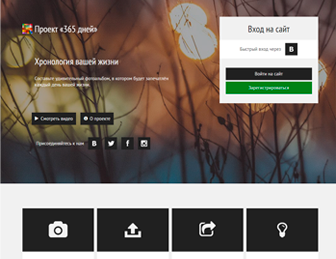 Проект «365 дней»
Хронология вашей жизни
Составьте удивительный фотоальбом, в котором будет запечатлен
каждый день вашей жизни.
Смотреть видео
О проекте
Присоединяйтесь к нам
Вход на сайт
Быстрый вход через
Войти на сайт
Зарегистрироваться